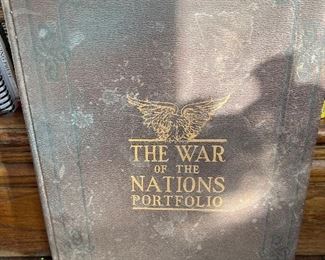 THE WAR
OF THE
NATIONS
PORTFOLIO